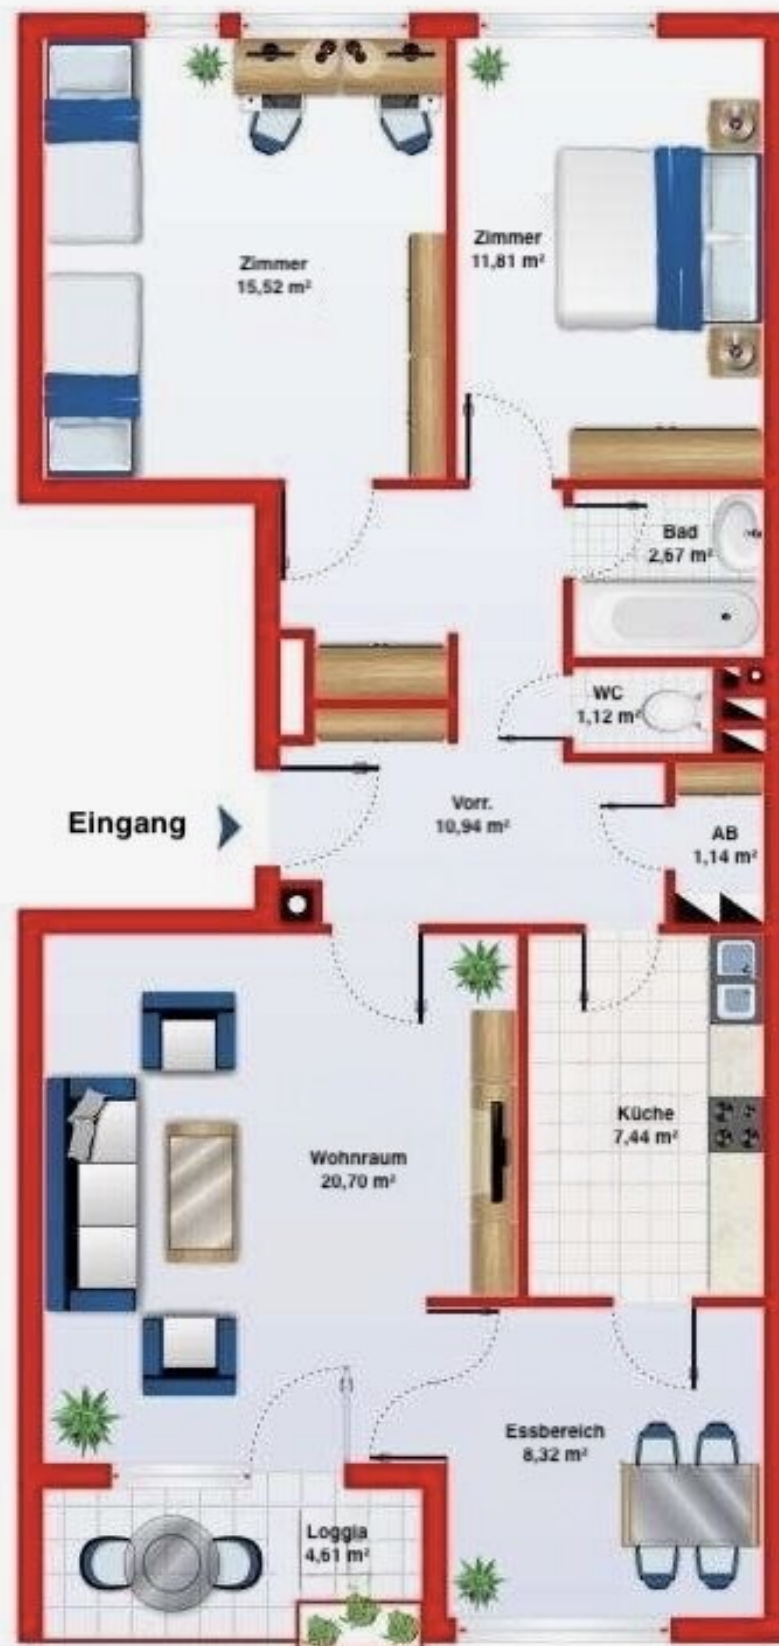 Zimmer
15,52 m²
Zimmer
11,81 m²
Bad
2,67 m²
WC
1,12 m²
Eingang
Vorr.
10,94 m²
AB
1,14 m²
Wohnraum
20,70 m²
Küche
7,44 m²
Essbereich
8,32 m²
Loggia
4,61 m²